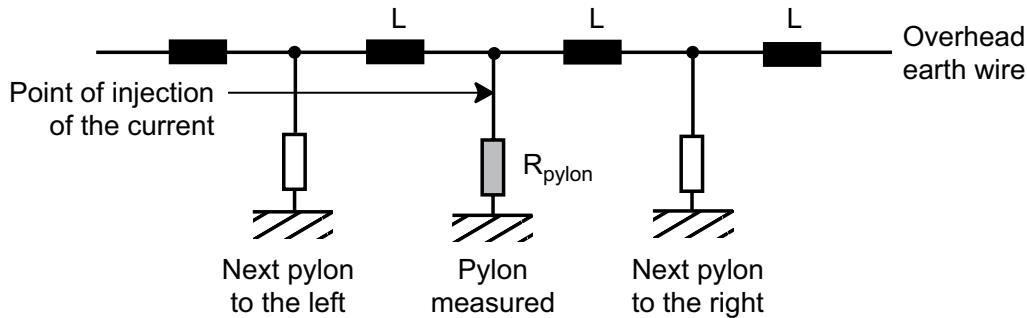 L
L
L
Overhead
earth wire
Point of injection
of the current
Rpylon
Next pylon
to the left
Pylon
measured
Next pylon
to the right